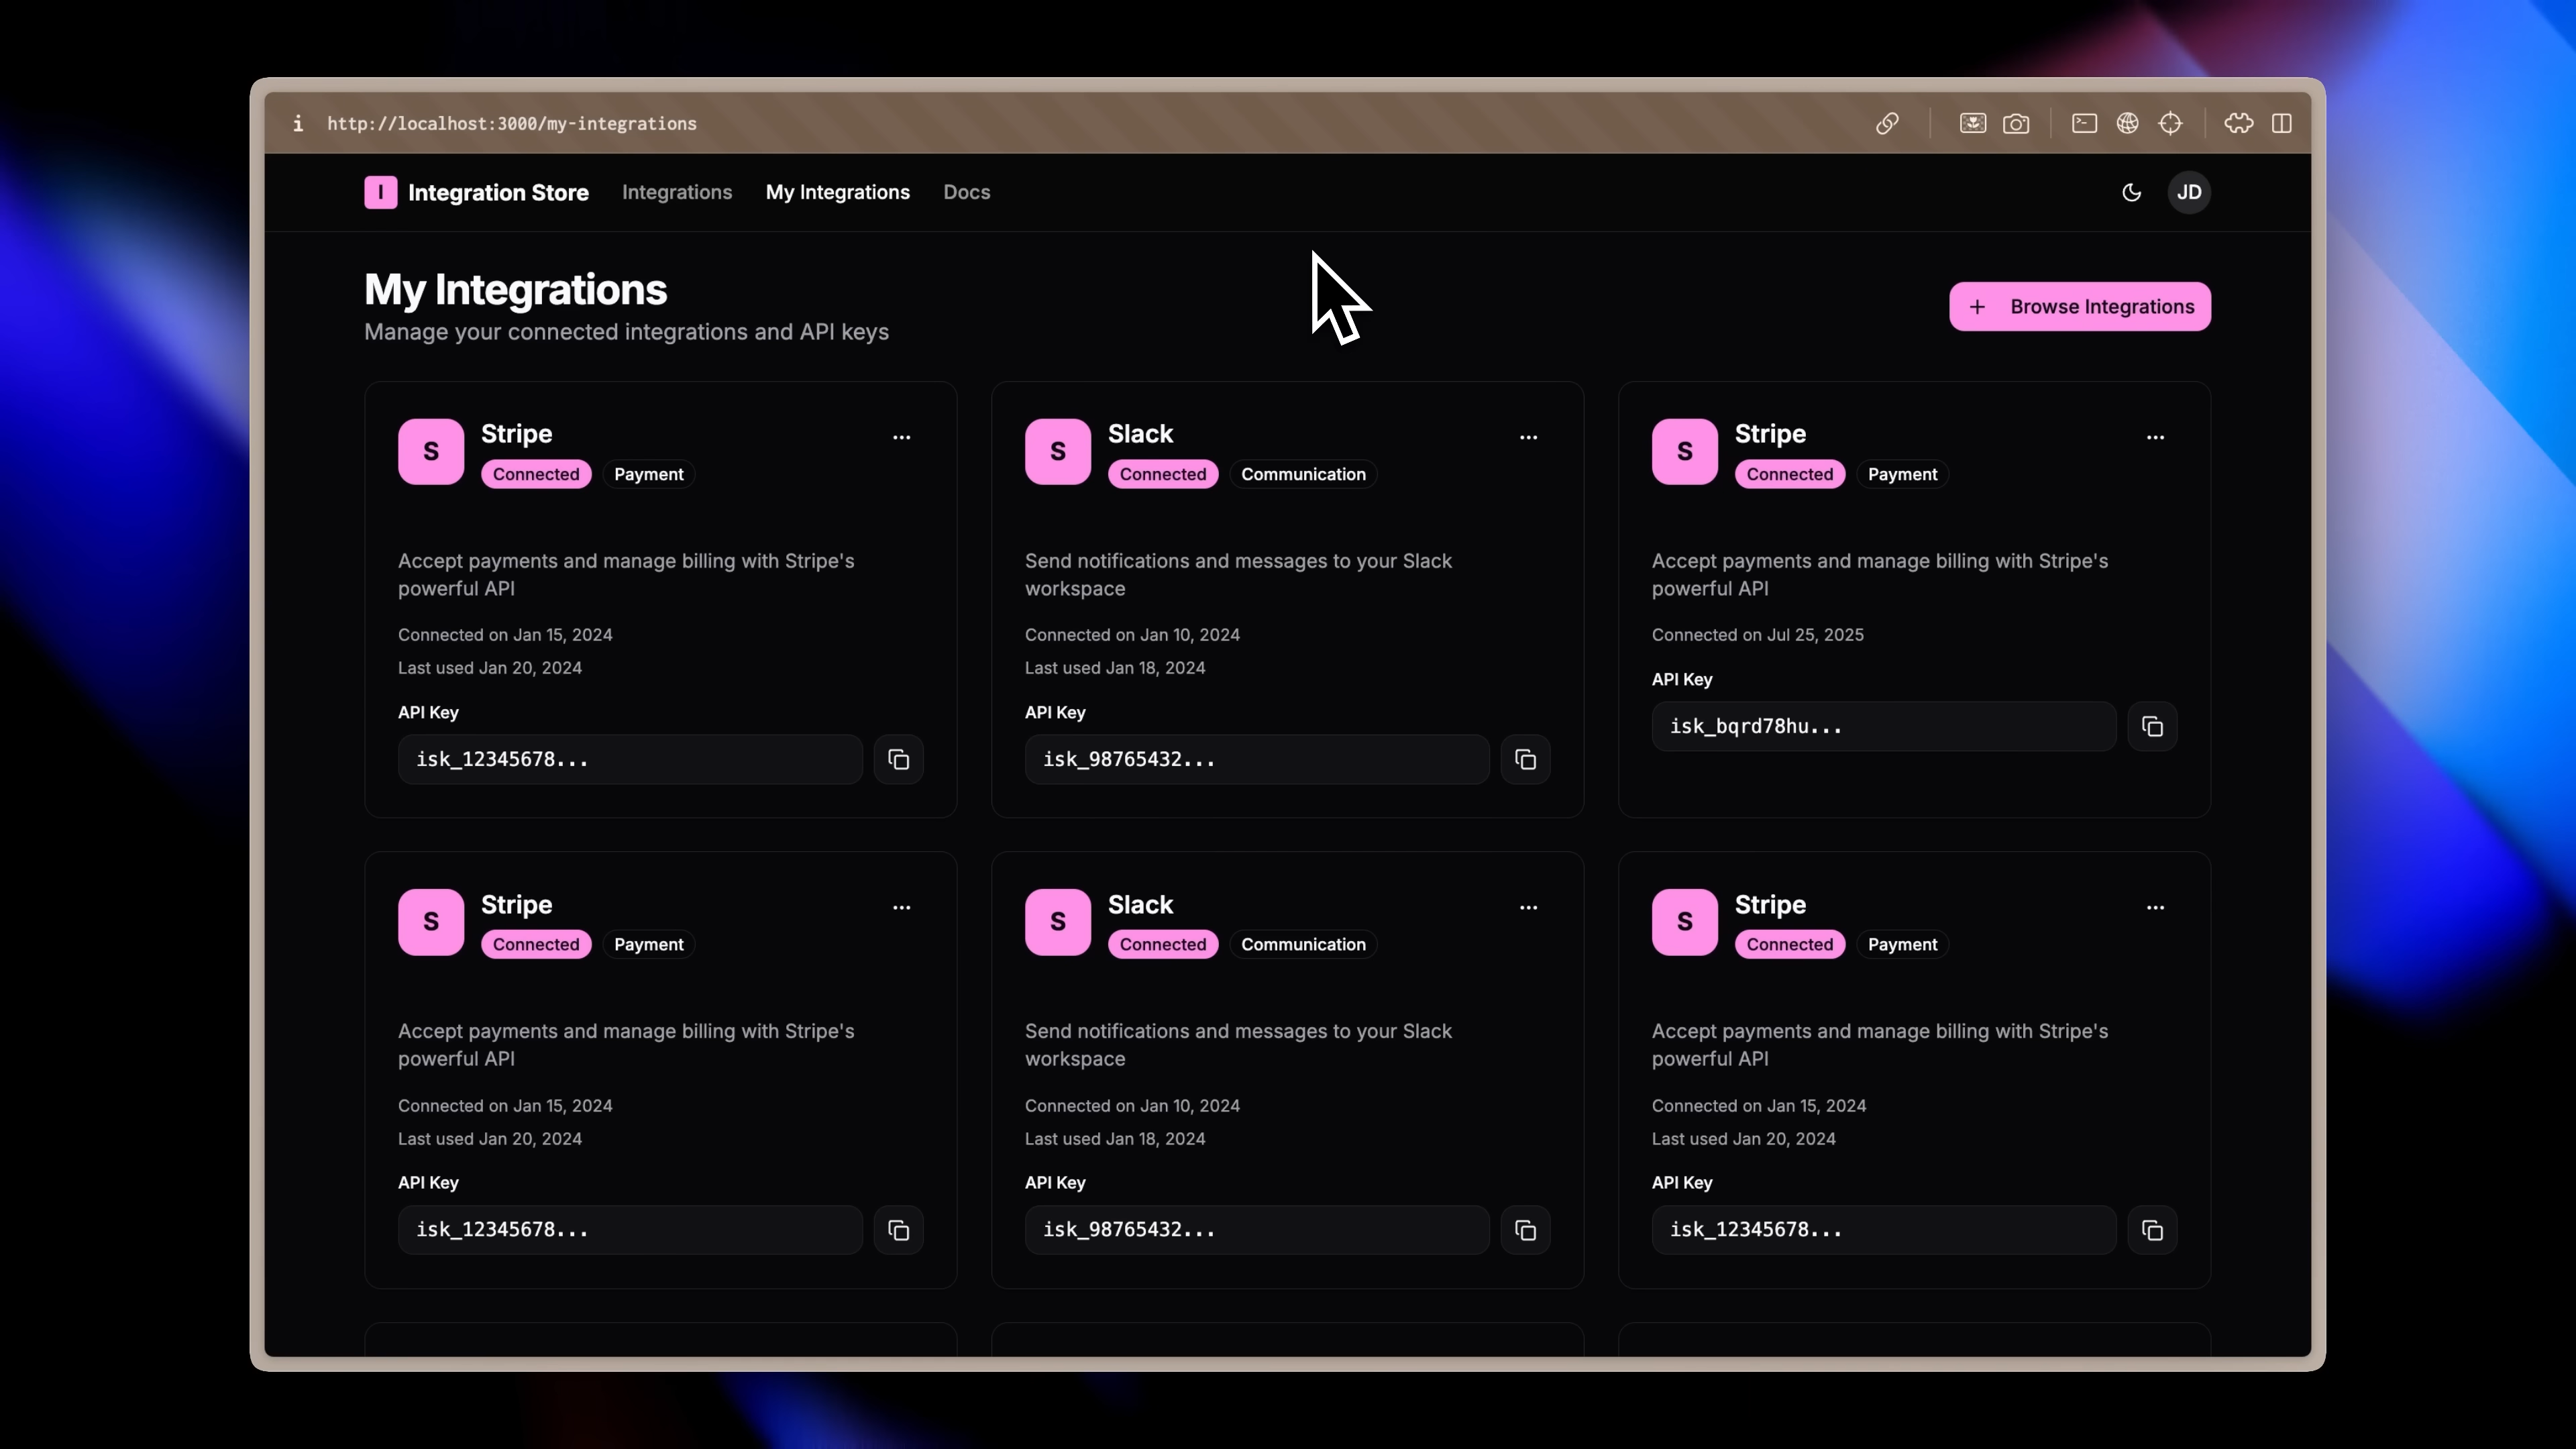 i http://localhost:3000/my-integrations
I Integration Store Integrations My Integrations Docs JD
My Integrations
Manage your connected integrations and API keys
+ Browse Integrations
S Stripe ...
Connected Payment
Accept payments and manage billing with Stripe's
powerful API
Connected on Jan 15, 2024
Last used Jan 20, 2024
API Key
isk_12345678...
S Slack ...
Connected Communication
Send notifications and messages to your Slack
workspace
Connected on Jan 10, 2024
Last used Jan 18, 2024
API Key
isk_98765432...
S Stripe ...
Connected Payment
Accept payments and manage billing with Stripe's
powerful API
Connected on Jul 25, 2025
API Key
isk_bqrd78hu...
S Stripe ...
Connected Payment
Accept payments and manage billing with Stripe's
powerful API
Connected on Jan 15, 2024
Last used Jan 20, 2024
API Key
isk_12345678...
S Slack ...
Connected Communication
Send notifications and messages to your Slack
workspace
Connected on Jan 10, 2024
Last used Jan 18, 2024
API Key
isk_98765432...
S Stripe ...
Connected Payment
Accept payments and manage billing with Stripe's
powerful API
Connected on Jan 15, 2024
Last used Jan 20, 2024
API Key
isk_12345678...